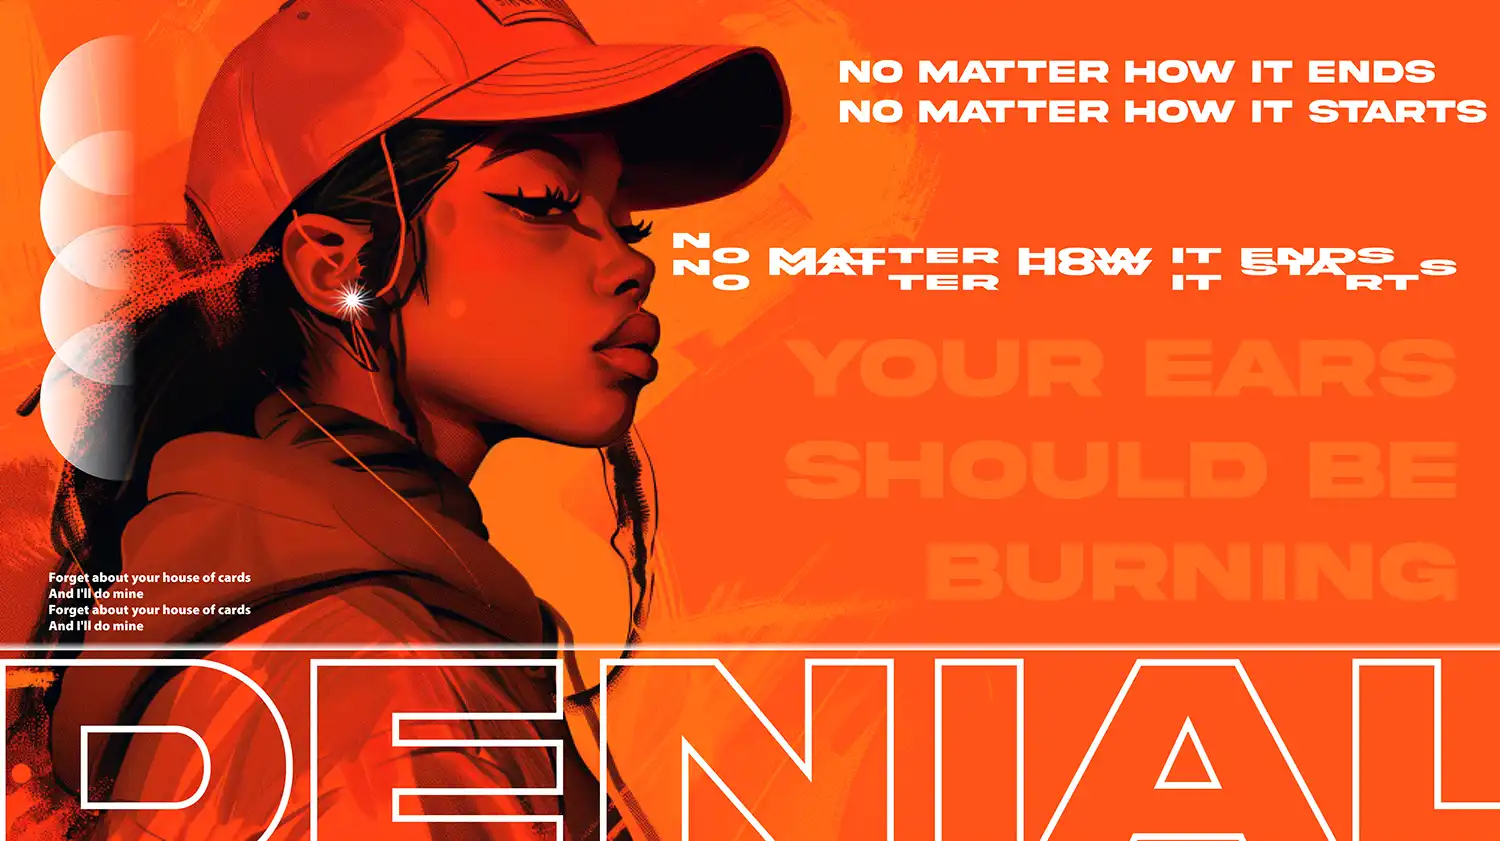 NO MATTER HOW IT ENDS
NO MATTER HOW IT STARTS
NO MATTER HOW IT ENDS
NO MATTER HOW IT STARTS
YOUR EARS
SHOULD BE
BURNING
Forget about your house of cards
And I'll do mine
Forget about your house of cards
And I'll do mine
DENIAL